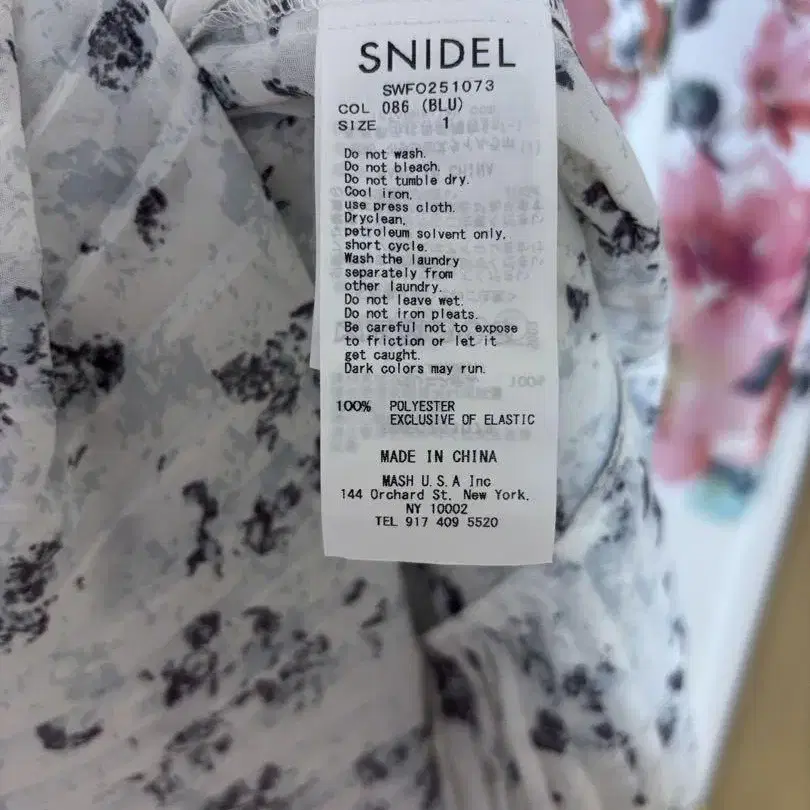 SNIDEL
SWFO251073
COL 086 (BLU)
SIZE 1
Do not wash.
Do not bleach.
Do not tumble dry.
Cool iron,
use press cloth.
Dryclean,
petroleum solvent only,
short cycle.
Wash the laundry
separately from
other laundry.
Do not leave wet.
Do not iron pleats.
Be careful not to expose
to friction or let it
get caught.
Dark colors may run.
100% POLYESTER
EXCLUSIVE OF ELASTIC
MADE IN CHINA
MASH U.S.A Inc
144 Orchard St. New York,
NY 10002
TEL 917 409 5520